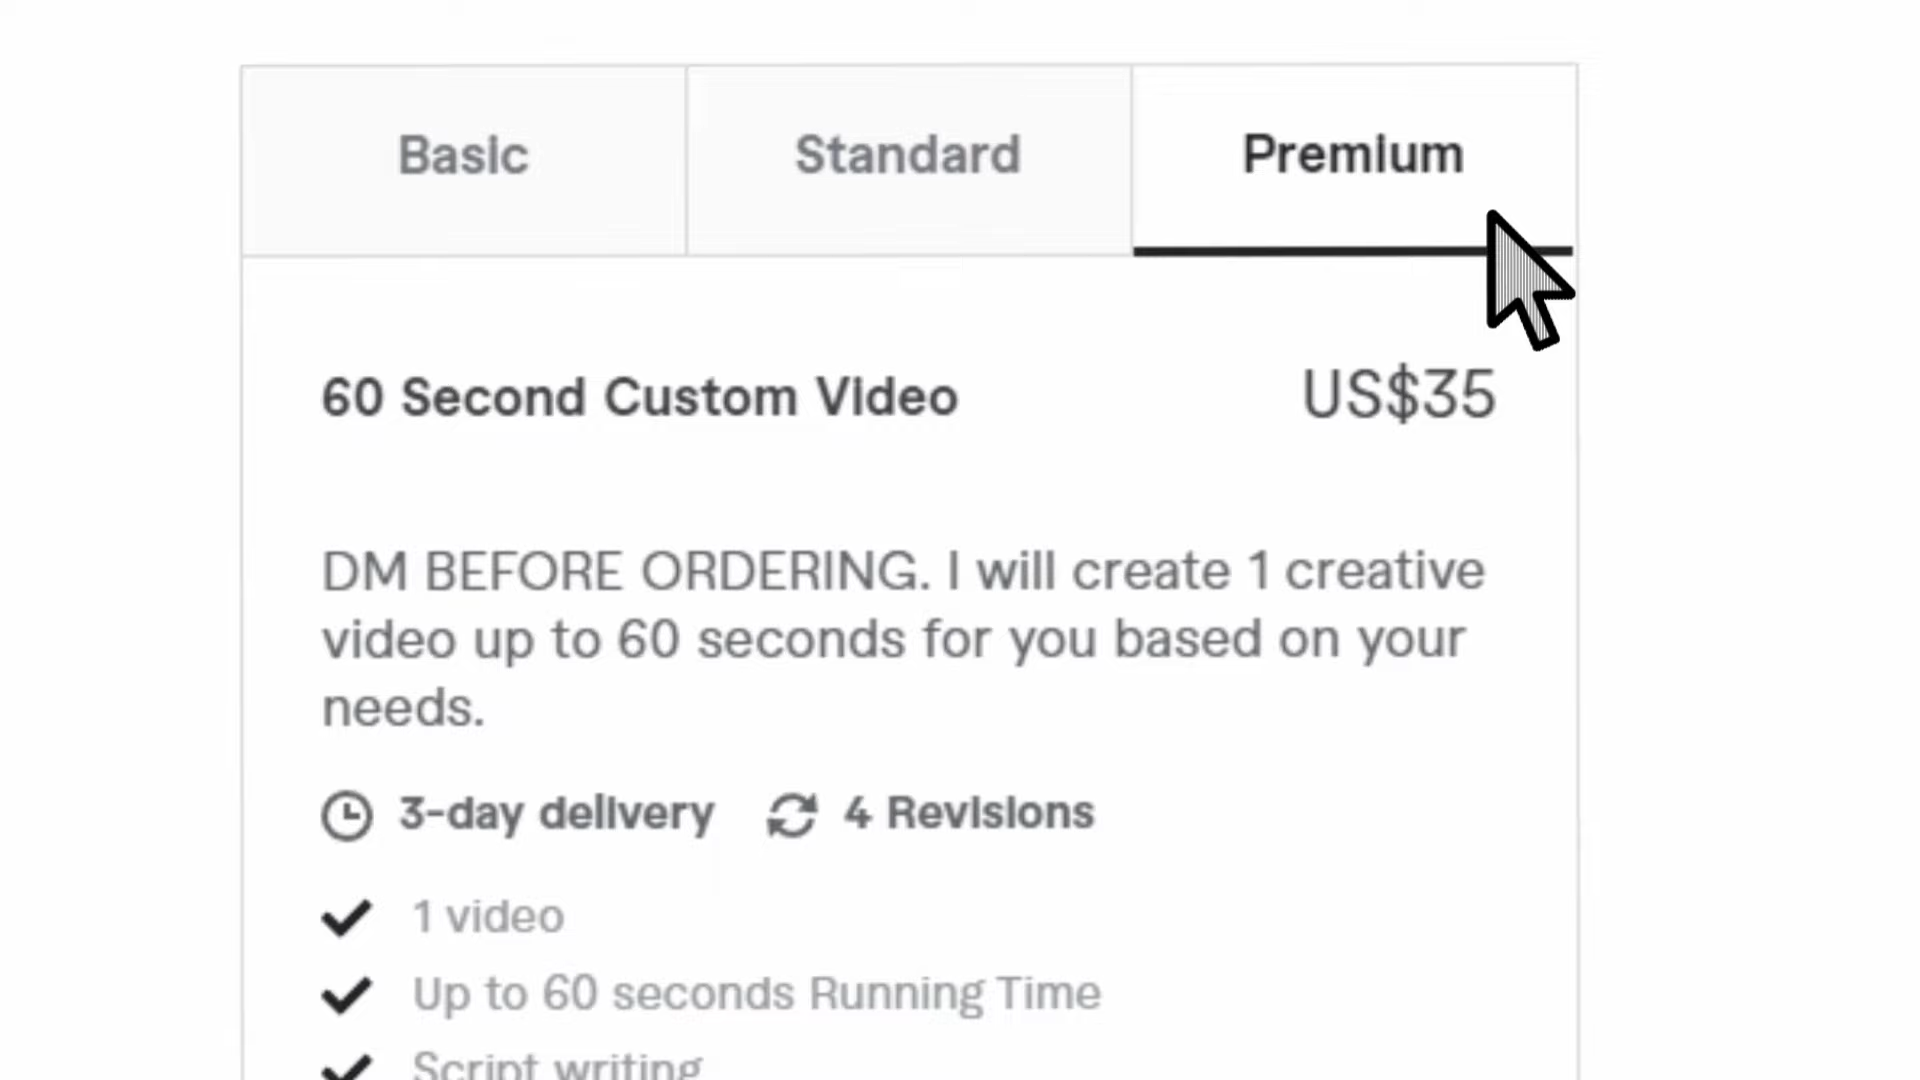 Basic Standard Premium
60 Second Custom Video US$35
DM BEFORE ORDERING. I will create 1 creative
video up to 60 seconds for you based on your
needs.
3-day delivery 4 Revisions
1 video
Up to 60 seconds Running Time
Script writing